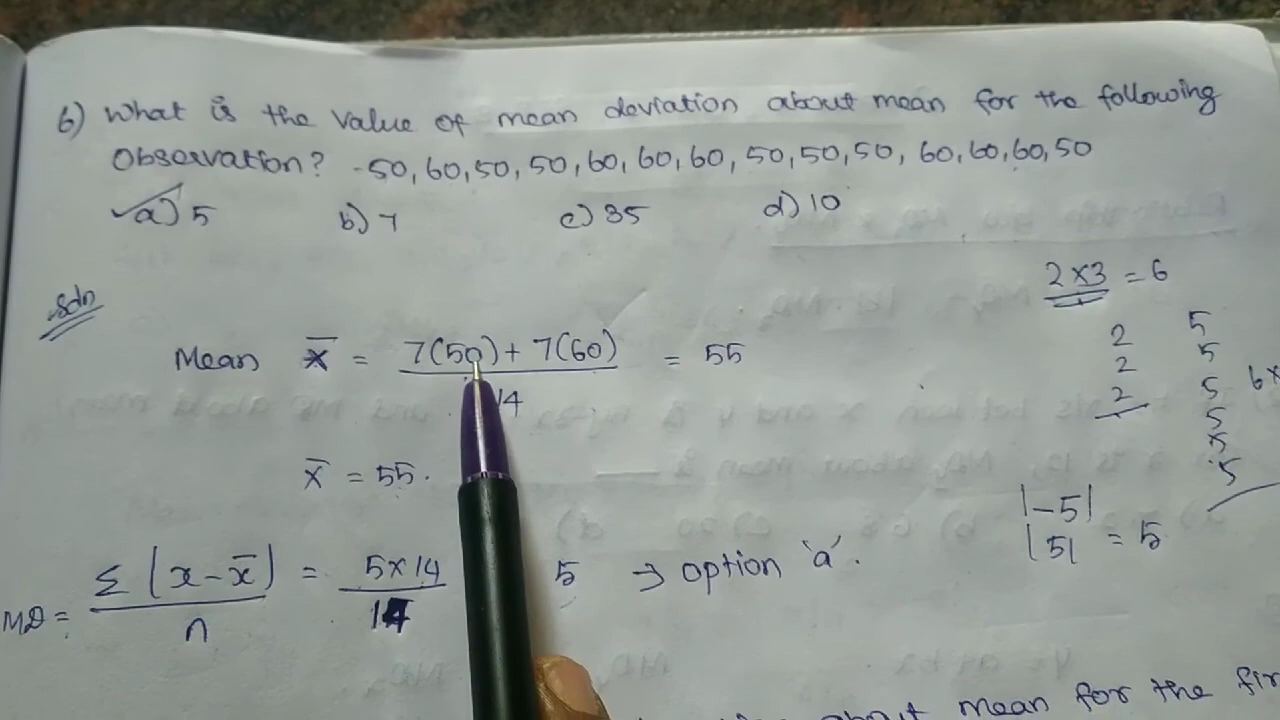 6) What is the value of mean deviation about mean for the following
Observation? -50, 60, 50, 50, 60, 60, 60, 50, 50, 50, 60, 60, 60, 50
a) 5 b) 7 c) 35 d) 10
Soln
2×3 = 6
2 5
2 5
2 5 6×
5
5
5
Mean x̄ = 7(50) + 7(60) / 14 = 55
x̄ = 55.
|-5|
|5| = 5
MD = Σ |x - x̄| / n = 5×14 / 14 5 → option 'a'.
about mean for the fir